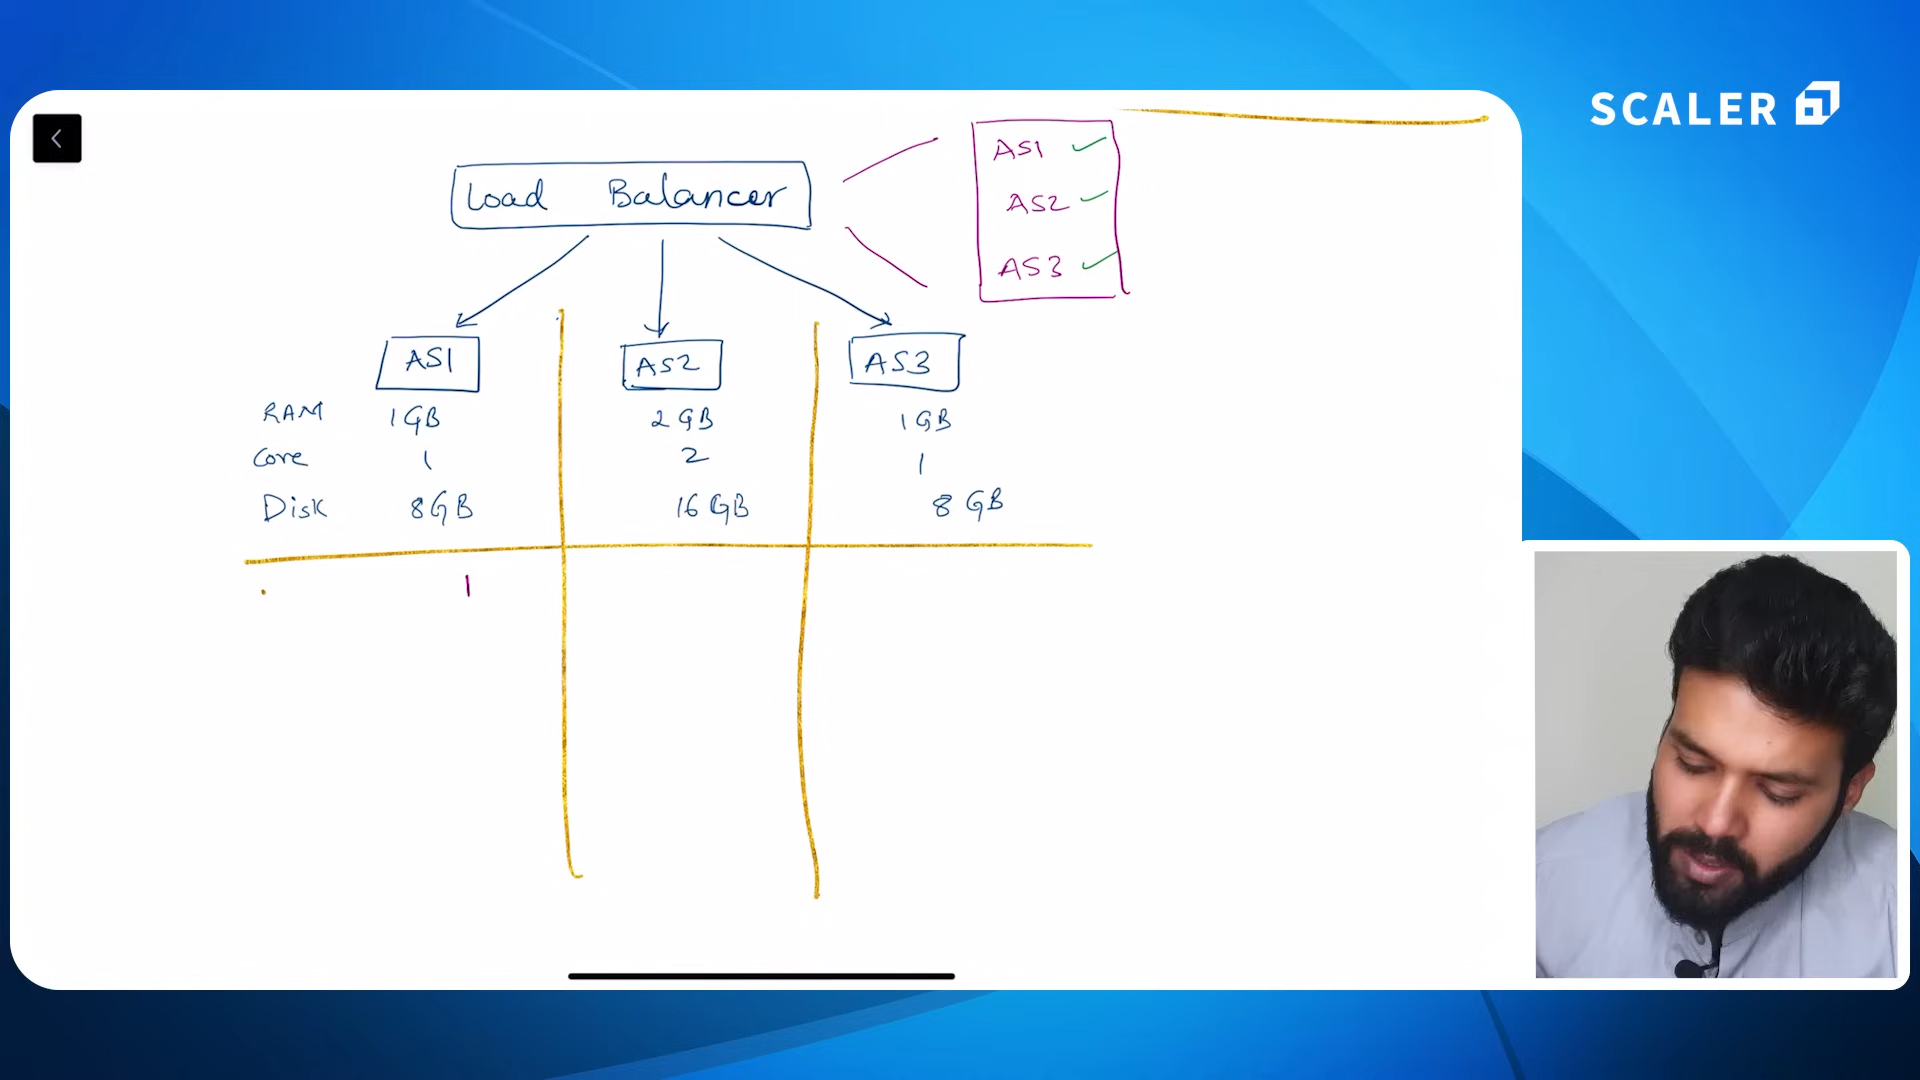 SCALER
Load Balancer
AS1
AS2
AS3
AS1 AS2 AS3
RAM 1GB 2GB 1GB
Core 1 2 1
Disk 8GB 16GB 8GB
1